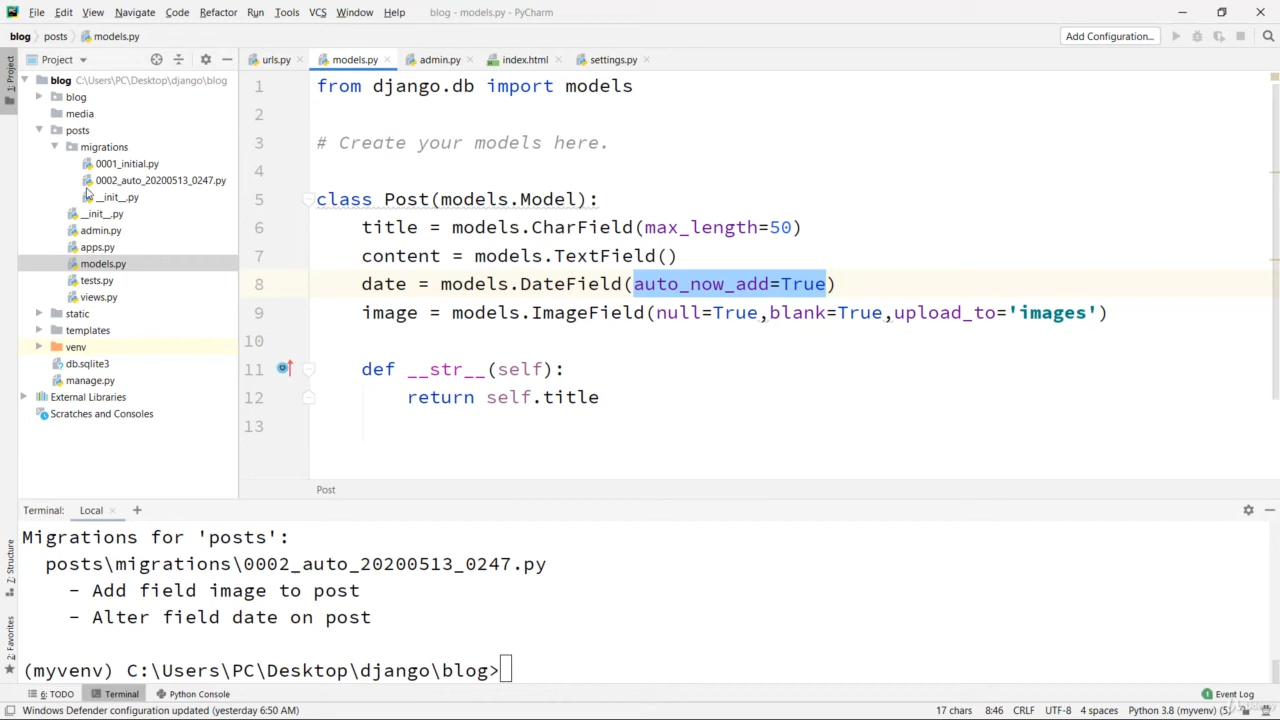 File Edit View Navigate Code Refactor Run Tools VCS Window Help blog - models.py - PyCharm
blog posts models.py Add Configuration...
Project urls.py models.py admin.py index.html settings.py
1: Project
blog C:\Users\PC\Desktop\django\blog
blog
media
posts
migrations
0001_initial.py
0002_auto_20200513_0247.py
__init__.py
__init__.py
admin.py
apps.py
models.py
tests.py
views.py
static
templates
venv
db.sqlite3
manage.py
External Libraries
Scratches and Consoles
1 from django.db import models
2
3 # Create your models here.
4
5 class Post(models.Model):
6 title = models.CharField(max_length=50)
7 content = models.TextField()
8 date = models.DateField(auto_now_add=True)
9 image = models.ImageField(null=True,blank=True,upload_to='images')
10
11 def __str__(self):
12 return self.title
13
Post
Terminal: Local
Migrations for 'posts':
posts\migrations\0002_auto_20200513_0247.py
- Add field image to post
- Alter field date on post
(myvenv) C:\Users\PC\Desktop\django\blog>
7: Structure
2: Favorites
6: TODO Terminal Python Console Event Log
Windows Defender configuration updated (yesterday 6:50 AM) 17 chars 8:46 CRLF UTF-8 4 spaces Python 3.8 (myvenv) (5)